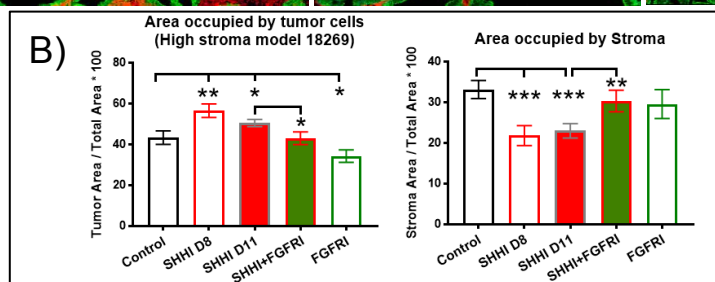 B)
Area occupied by tumor cells
(High stroma model 18269)
Tumor Area / Total Area * 100
80
60
40
20
0
** * *
*
Control
SHHI D8
SHHI D11
SHHI+FGFRI
FGFRI
Area occupied by Stroma
Stroma Area / Total Area * 100
40
30
20
10
0
*** *** **
Control
SHHI D8
SHHI D11
SHHI+FGFRI
FGFRI